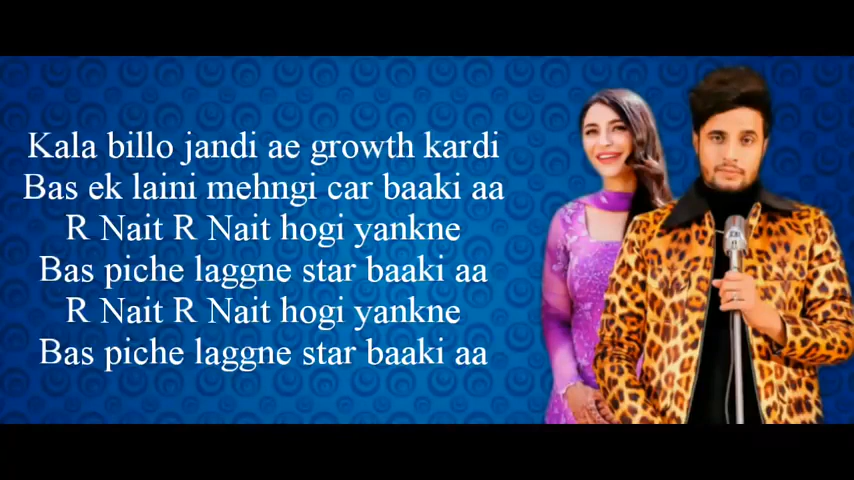 Kala billo jandi ae growth kardi
Bas ek laini mehngi car baaki aa
R Nait R Nait hogi yankne
Bas piche laggne star baaki aa
R Nait R Nait hogi yankne
Bas piche laggne star baaki aa